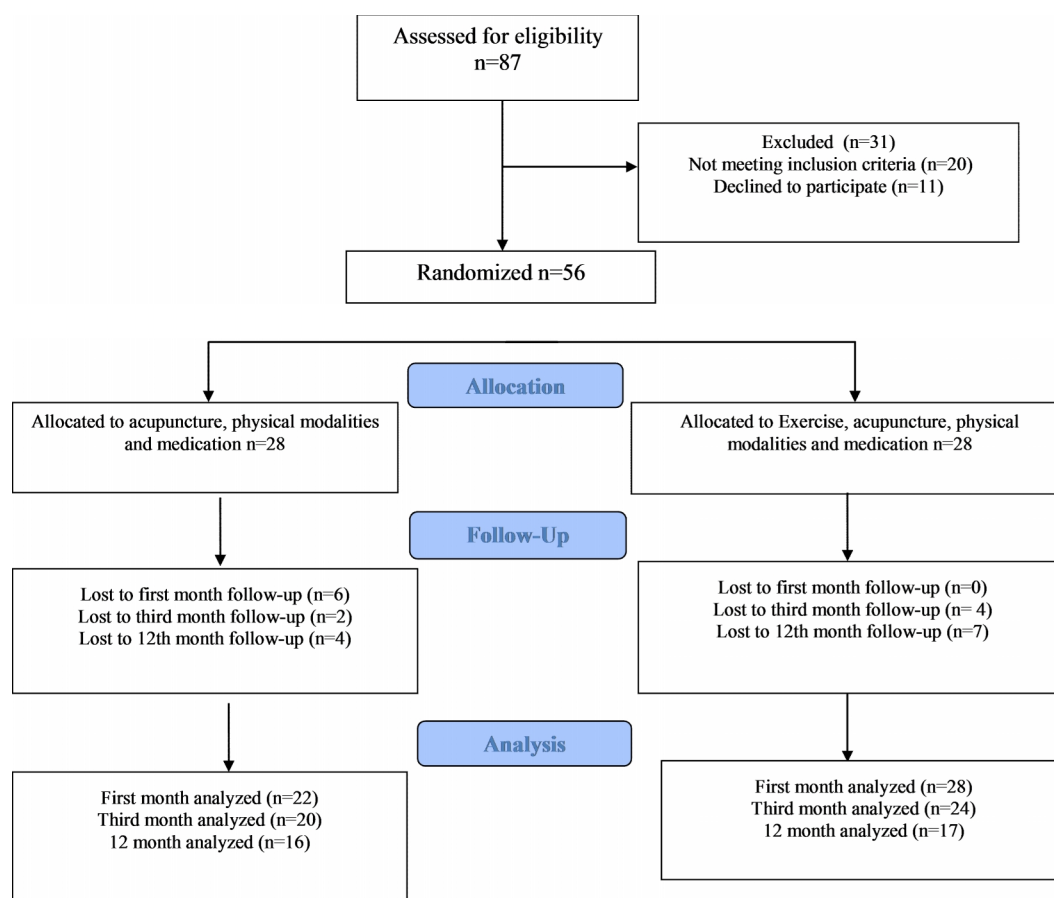 Assessed for eligibility
n=87
Excluded  (n=31)
Not meeting inclusion criteria (n=20)
Declined to participate (n=11)
Randomized n=56
Allocation
Allocated to acupuncture, physical modalities
and medication n=28
Allocated to Exercise, acupuncture, physical
modalities and medication n=28
Follow-Up
Lost to first month follow-up (n=6)
Lost to third month follow-up (n=2)
Lost to 12th month follow-up (n=4)
Lost to first month follow-up (n=0)
Lost to third month follow-up (n= 4)
Lost to 12th month follow-up (n=7)
Analysis
First month analyzed (n=22)
Third month analyzed (n=20)
12 month analyzed (n=16)
First month analyzed (n=28)
Third month analyzed (n=24)
12 month analyzed (n=17)